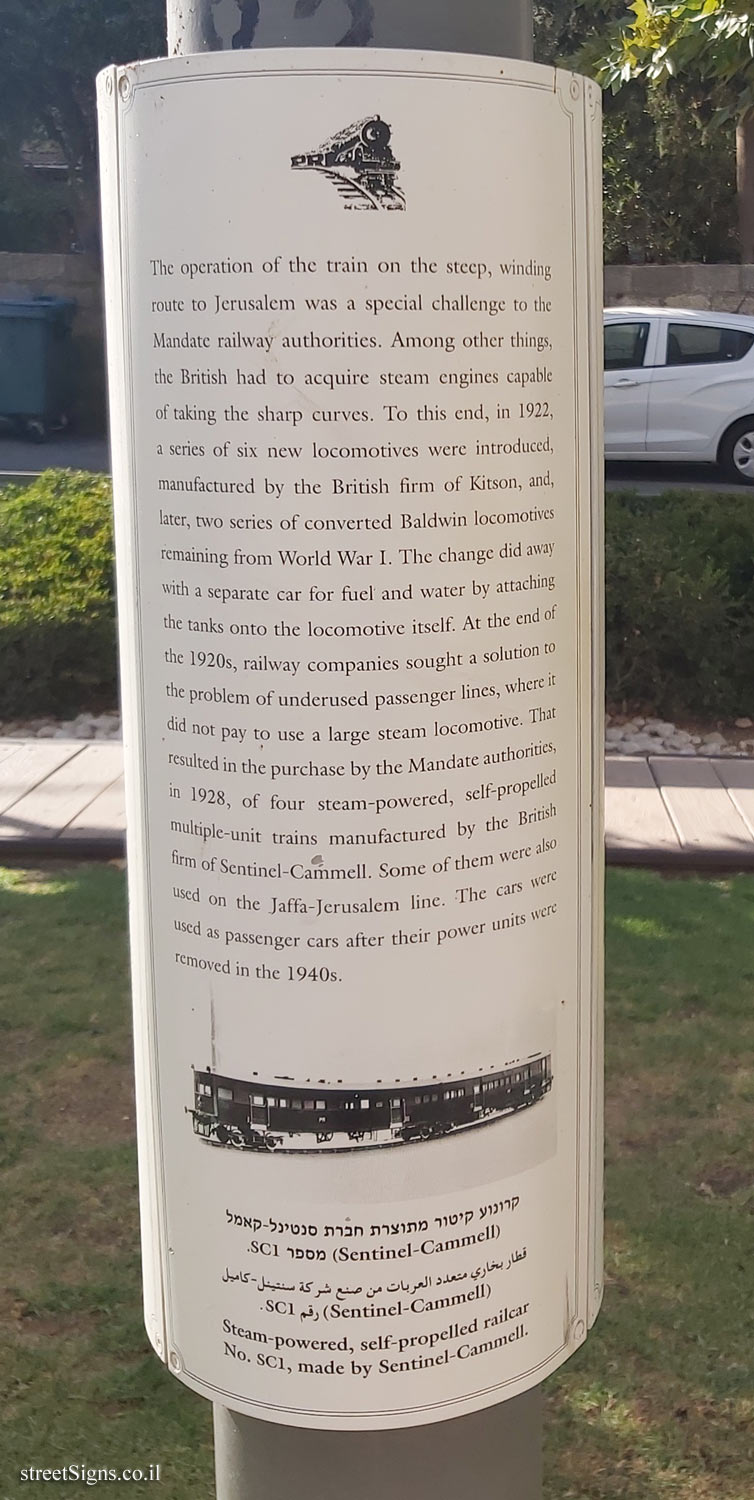 PR
The operation of the train on the steep, winding
route to Jerusalem was a special challenge to the
Mandate railway authorities. Among other things,
the British had to acquire steam engines capable
of taking the sharp curves. To this end, in 1922,
a series of six new locomotives were introduced,
manufactured by the British firm of Kitson, and,
later, two series of converted Baldwin locomotives
remaining from World War I. The change did away
with a separate car for fuel and water by attaching
the tanks onto the locomotive itself. At the end of
the 1920s, railway companies sought a solution to
the problem of underused passenger lines, where it
did not pay to use a large steam locomotive. That
resulted in the purchase by the Mandate authorities,
in 1928, of four steam-powered, self-propelled
multiple-unit trains manufactured by the British
firm of Sentinel-Cammell. Some of them were also
used on the Jaffa-Jerusalem line. The cars were
used as passenger cars after their power units were
removed in the 1940s.
קרונוע קיטור מתוצרת חברת סנטינל-קאמל
(Sentinel-Cammell) מספר SC1.
قطار بخاري متعدد العربات من صنع شركة سنتينل-كاميل
(Sentinel-Cammell) رقم SC1.
Steam-powered, self-propelled railcar
No. SC1, made by Sentinel-Cammell.
streetSigns.co.il